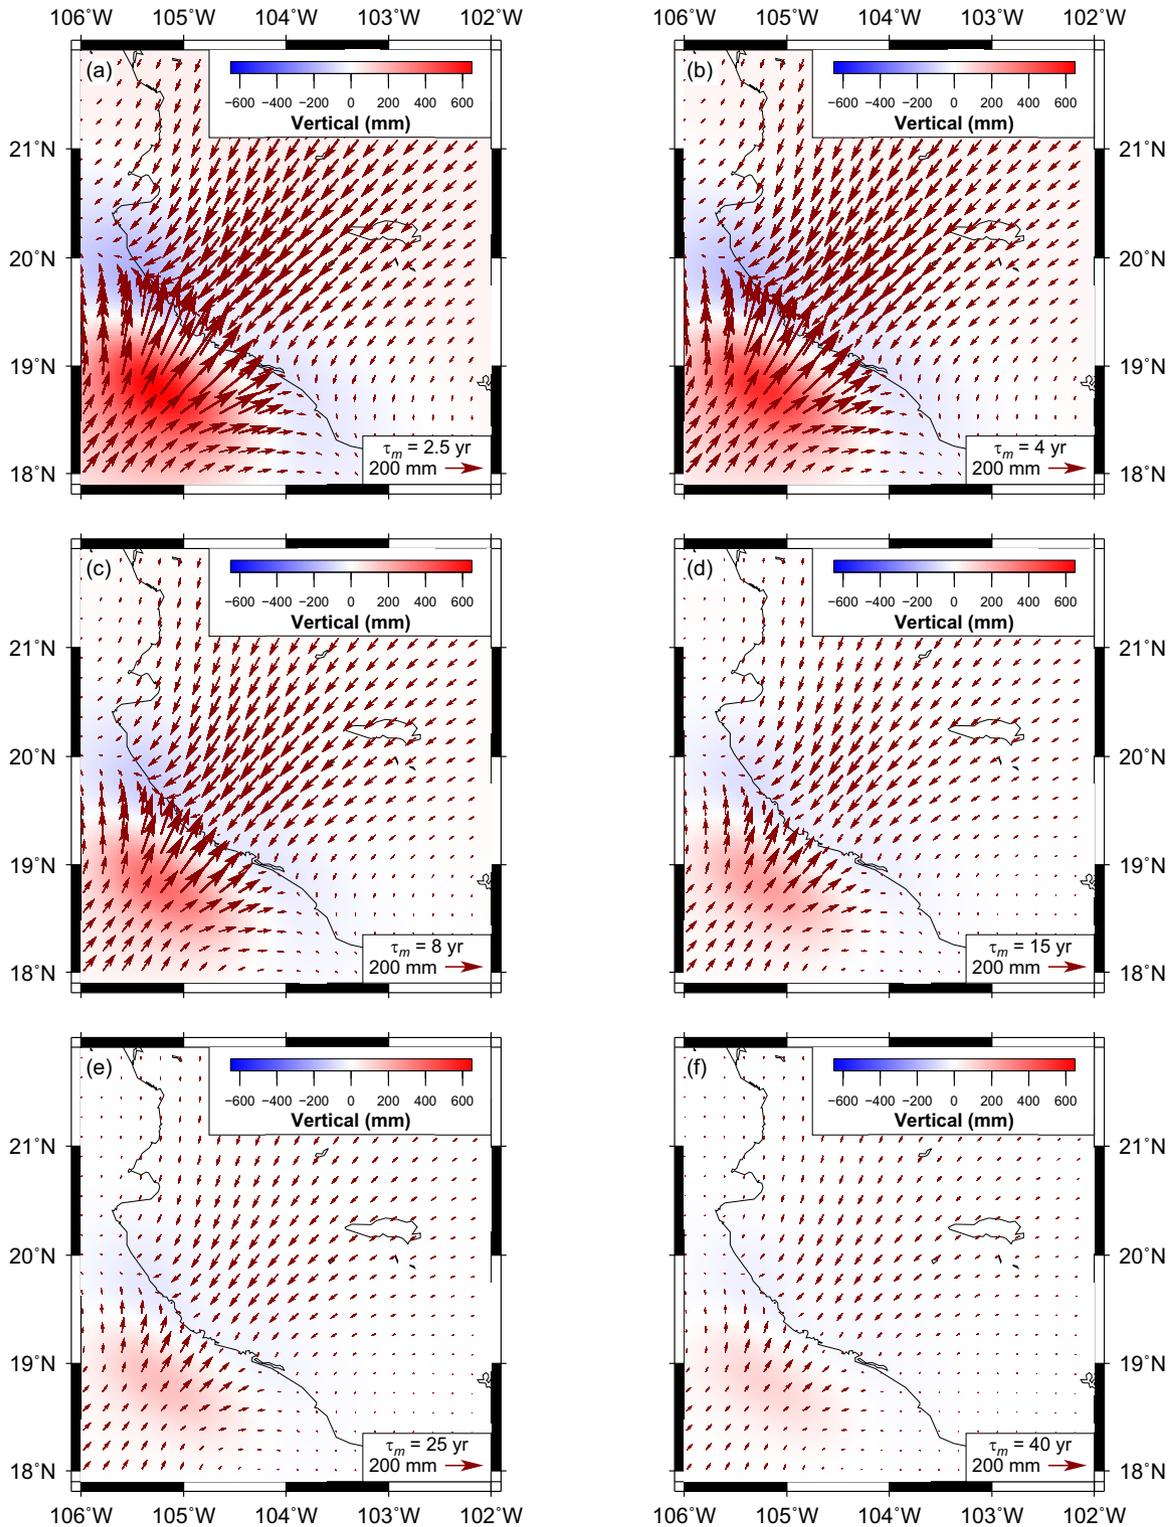 106˚W 105˚W 104˚W 103˚W 102˚W 106˚W 105˚W 104˚W 103˚W 102˚W
(a) (b)
−600 −400 −200 0 200 400 600 −600 −400 −200 0 200 400 600
Vertical (mm) Vertical (mm)
21˚N 21˚N
20˚N 20˚N
19˚N 19˚N
τm = 2.5 yr τm = 4 yr
18˚N 200 mm 200 mm 18˚N
(c) (d)
−600 −400 −200 0 200 400 600 −600 −400 −200 0 200 400 600
Vertical (mm) Vertical (mm)
21˚N 21˚N
20˚N 20˚N
19˚N 19˚N
τm = 8 yr τm = 15 yr
18˚N 200 mm 200 mm 18˚N
(e) (f)
−600 −400 −200 0 200 400 600 −600 −400 −200 0 200 400 600
Vertical (mm) Vertical (mm)
21˚N 21˚N
20˚N 20˚N
19˚N 19˚N
τm = 25 yr τm = 40 yr
18˚N 200 mm 200 mm 18˚N
106˚W 105˚W 104˚W 103˚W 102˚W 106˚W 105˚W 104˚W 103˚W 102˚W